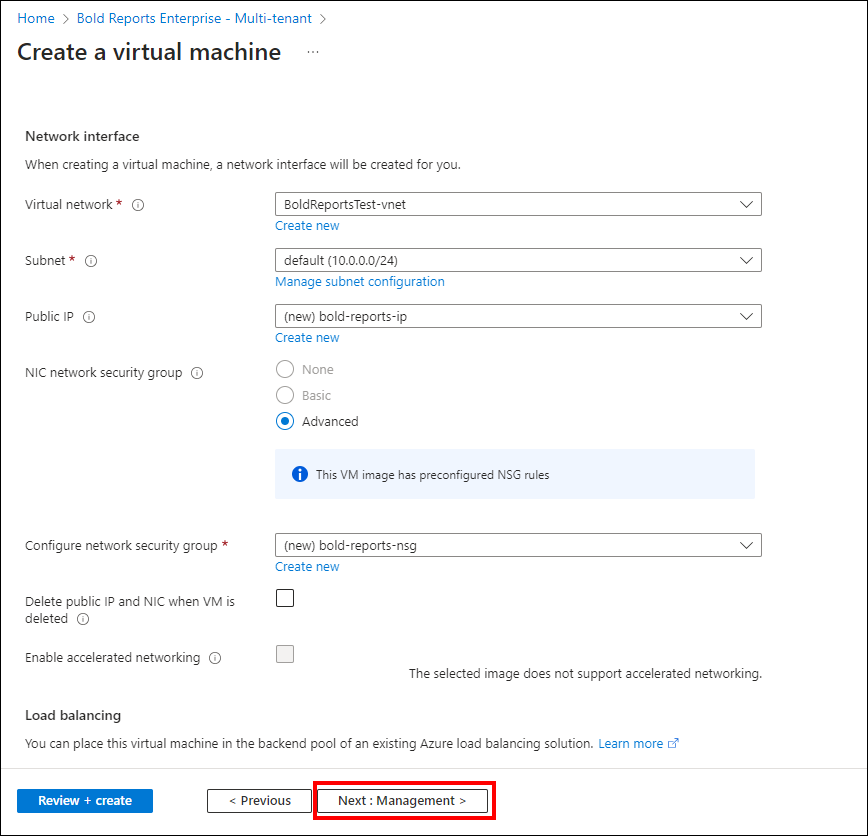 Home > Bold Reports Enterprise - Multi-tenant >
Create a virtual machine ...
Network interface
When creating a virtual machine, a network interface will be created for you.
Virtual network *
BoldReportsTest-vnet
Create new
Subnet *
default (10.0.0.0/24)
Manage subnet configuration
Public IP
(new) bold-reports-ip
Create new
NIC network security group
None
Basic
Advanced
This VM image has preconfigured NSG rules
Configure network security group *
(new) bold-reports-nsg
Create new
Delete public IP and NIC when VM is
deleted
Enable accelerated networking
The selected image does not support accelerated networking.
Load balancing
You can place this virtual machine in the backend pool of an existing Azure load balancing solution. Learn more
Review + create
< Previous
Next : Management >